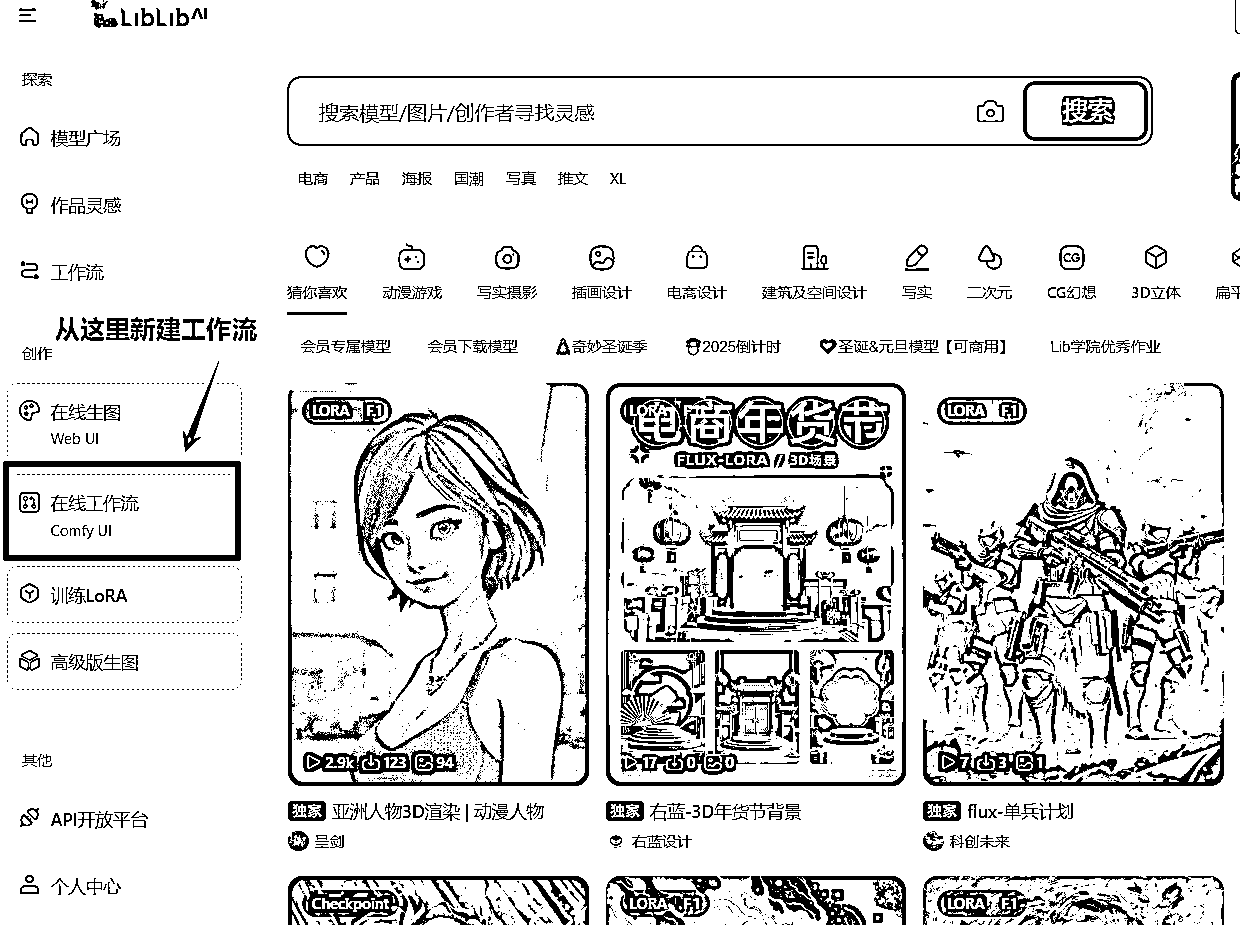 LibLib AI
探索
模型广场
作品灵感
工作流
从这里新建工作流
创作
在线生图
Web UI
在线工作流
Comfy UI
训练LoRA
高级版生图
其他
API开放平台
个人中心
搜索模型/图片/创作者寻找灵感
搜索
电商 产品 海报 国潮 写真 推文 XL
猜你喜欢 动漫游戏 写实摄影 插画设计 电商设计 建筑及空间设计 写实 二次元 CG幻想 3D立体 扁平
CG
会员专属模型 会员下载模型 奇妙圣诞季 2025倒计时 圣诞&元旦模型【可商用】 Lib学院优秀作业
LORA F.1
2.9k 123 94
独家 亚洲人物3D渲染 | 动漫人物
呈剑
LORA
电商年货节
FLUX-LORA // 3D场景
17 0 0
独家 右蓝-3D年货节背景
右蓝设计
LORA F.1
7 3 1
独家 flux-单兵计划
科创未来
Checkpoint
LORA F.1
LORA F.1